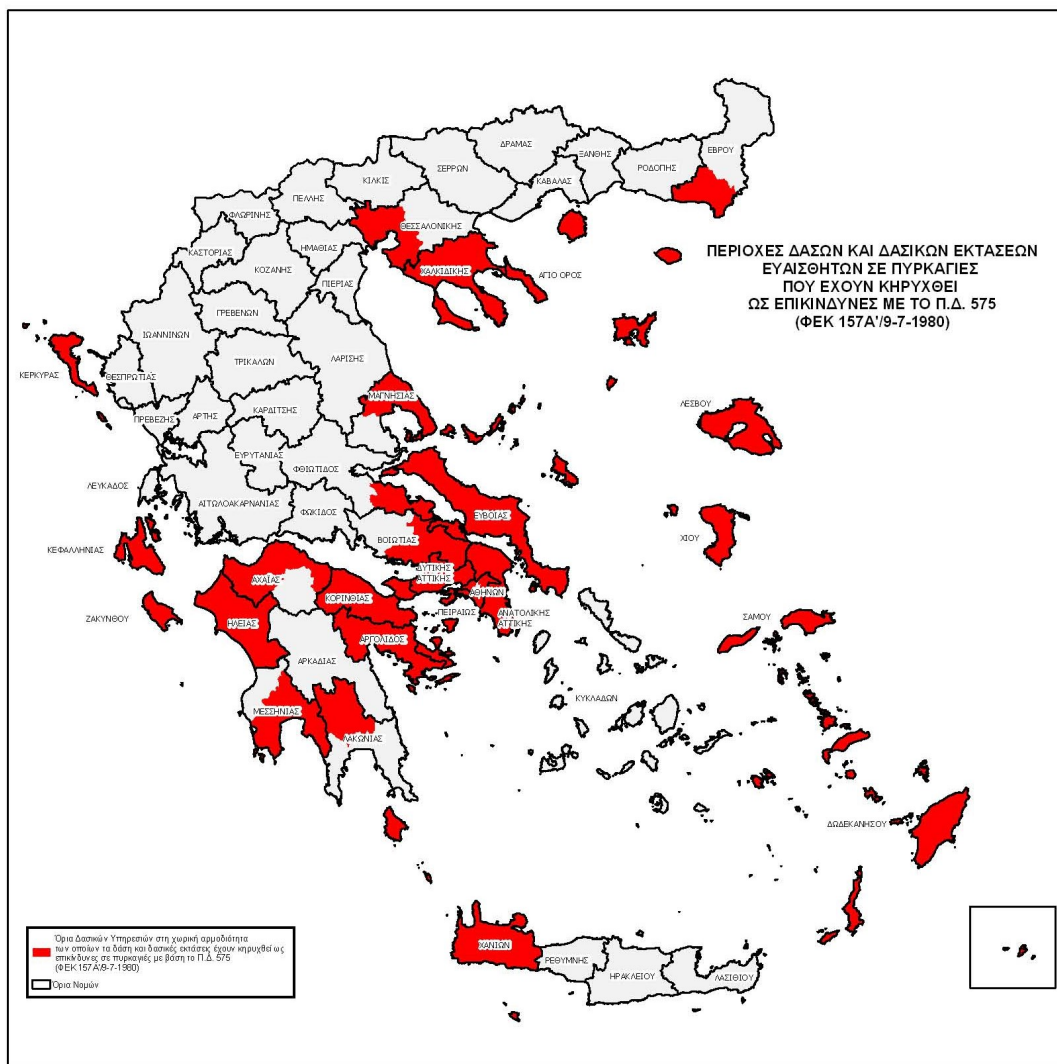 ΔΡΑΜΑΣ
ΞΑΝΘΗΣ
ΕΒΡΟΥ
ΣΕΡΡΩΝ
ΡΟΔΟΠΗΣ
ΚΙΛΚΙΣ
ΚΑΒΑΛΑΣ
ΠΕΛΛΗΣ
ΦΛΩΡΙΝΗΣ
ΘΕΣΣΑΛΟΝΙΚΗΣ
ΗΜΑΘΙΑΣ
ΚΑΣΤΟΡΙΑΣ
ΚΟΖΑΝΗΣ
ΧΑΛΚΙΔΙΚΗΣ
ΑΓΙΟ ΟΡΟΣ
ΠΙΕΡΙΑΣ
ΠΕΡΙΟΧΕΣ ΔΑΣΩΝ ΚΑΙ ΔΑΣΙΚΩΝ ΕΚΤΑΣΕΩΝ
ΕΥΑΙΣΘΗΤΩΝ ΣΕ ΠΥΡΚΑΓΙΕΣ
ΠΟΥ ΕΧΟΥΝ ΚΗΡΥΧΘΕΙ
ΩΣ ΕΠΙΚΙΝΔΥΝΕΣ ΜΕ ΤΟ Π.Δ. 575
(ΦΕΚ 157Α'/9-7-1980)
ΓΡΕΒΕΝΩΝ
ΙΩΑΝΝΙΝΩΝ
ΛΑΡΙΣΗΣ
ΤΡΙΚΑΛΩΝ
ΚΕΡΚΥΡΑΣ
ΘΕΣΠΡΩΤΙΑΣ
ΜΑΓΝΗΣΙΑΣ
ΛΕΣΒΟΥ
ΚΑΡΔΙΤΣΗΣ
ΠΡΕΒΕΖΗΣ
ΑΡΤΗΣ
ΕΥΡΥΤΑΝΙΑΣ
ΦΘΙΩΤΙΔΟΣ
ΛΕΥΚΑΔΟΣ
ΑΙΤΩΛΟΑΚΑΡΝΑΝΙΑΣ
ΦΩΚΙΔΟΣ
ΕΥΒΟΙΑΣ
ΧΙΟΥ
ΒΟΙΩΤΙΑΣ
ΚΕΦΑΛΛΗΝΙΑΣ
ΔΥΤΙΚΗΣ
ΑΤΤΙΚΗΣ
ΑΧΑΪΑΣ
ΑΘΗΝΩΝ
ΚΟΡΙΝΘΙΑΣ
ΠΕΙΡΑΙΩΣ
ΑΝΑΤΟΛΙΚΗΣ
ΑΤΤΙΚΗΣ
ΖΑΚΥΝΘΟΥ
ΗΛΕΙΑΣ
ΣΑΜΟΥ
ΑΡΓΟΛΙΔΟΣ
ΑΡΚΑΔΙΑΣ
ΚΥΚΛΑΔΩΝ
ΜΕΣΣΗΝΙΑΣ
ΛΑΚΩΝΙΑΣ
ΔΩΔΕΚΑΝΗΣΟΥ
ΧΑΝΙΩΝ
ΡΕΘΥΜΝΗΣ
ΗΡΑΚΛΕΙΟΥ
ΛΑΣΙΘΙΟΥ
Όρια Δασικών Υπηρεσιών στη χωρική αρμοδιότητα
των οποίων τα δάση και δασικές εκτάσεις έχουν κηρυχθεί ως
επικίνδυνες σε πυρκαγιές με βάση το Π.Δ. 575
(ΦΕΚ 157Α'/9-7-1980)
Όρια Νομών